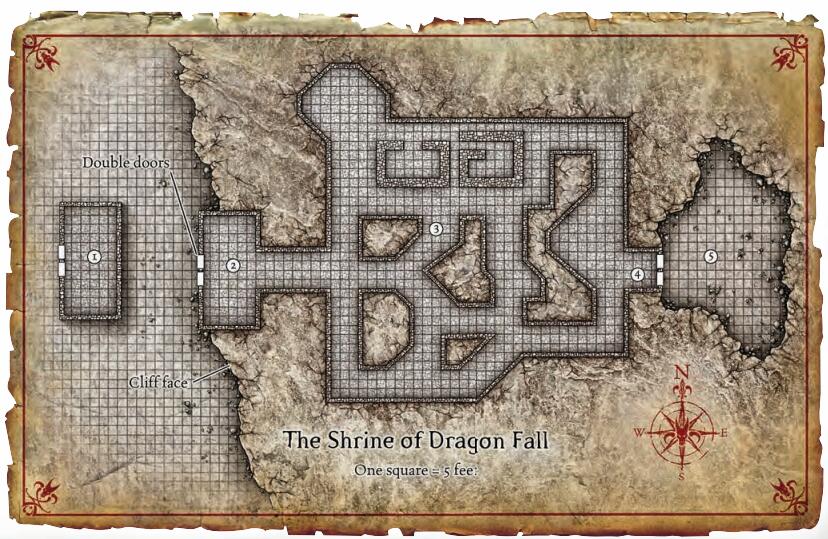 Double doors
1
2
3
4
5
Cliff face
The Shrine of Dragon Fall
One square = 5 feet
N
W
E
S